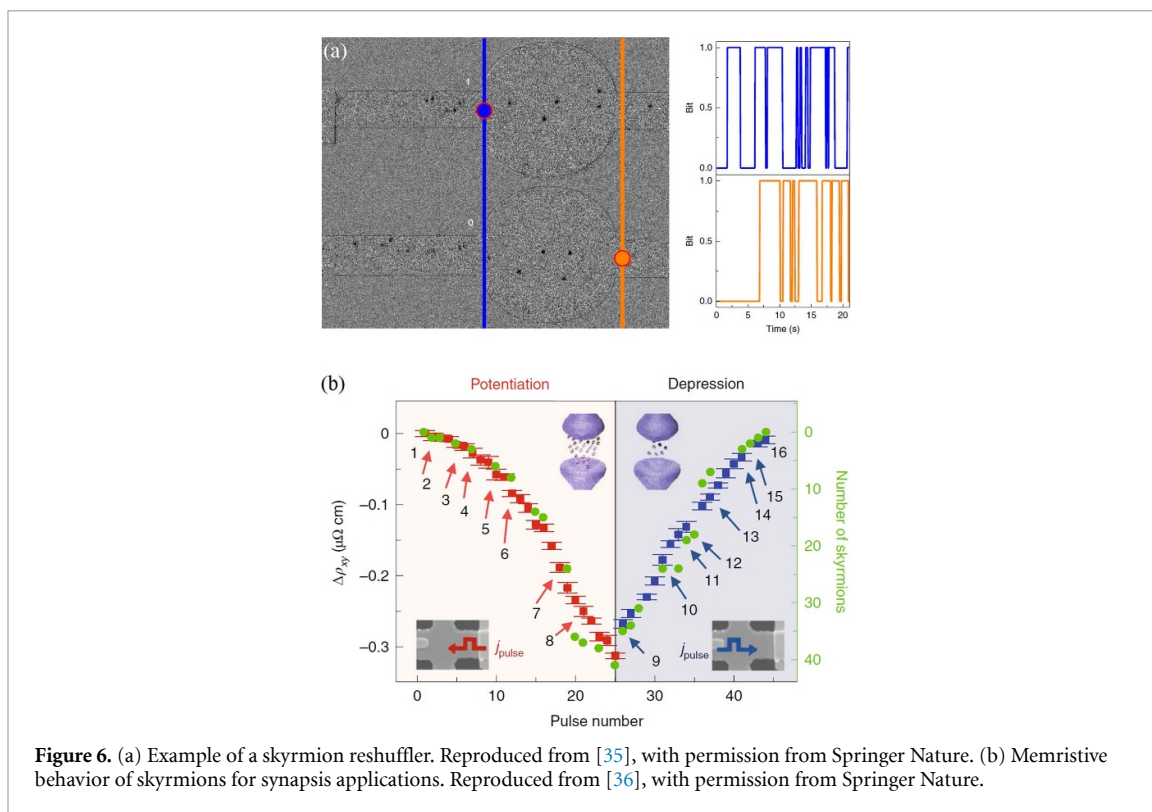 (a)
1
0
1.0
0.5
0.0
Bit
1.0
0.5
0.0
Bit
0 5 10 15 20
Time (s)
(b)
Potentiation
Depression
0
−0.1
−0.2
−0.3
Δρxy (μΩ cm)
1
2
3
4
5
6
7
8
9
10
11
12
13
14
15
16
jpulse
jpulse
0
10
20
30
40
Number of skyrmions
0 10 20 30 40
Pulse number
Figure 6. (a) Example of a skyrmion reshuffler. Reproduced from [35], with permission from Springer Nature. (b) Memristive
behavior of skyrmions for synapsis applications. Reproduced from [36], with permission from Springer Nature.